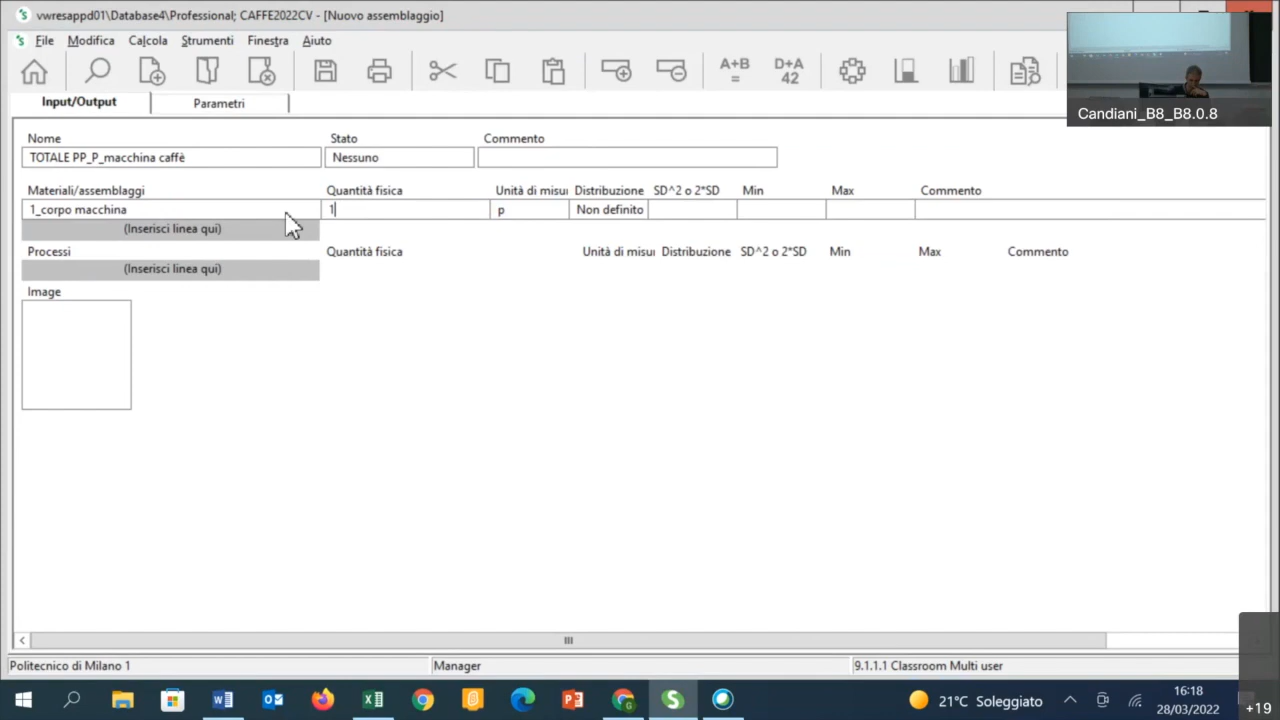 vwresappd01\Database4\Professional; CAFFE2022CV - [Nuovo assemblaggio]
File Modifica Calcola Strumenti Finestra Aiuto
A+B = D+A 42
Input/Output Parametri
Candiani_B8_B8.0.8
Nome Stato Commento
TOTALE PP_P_macchina caffè Nessuno
Materiali/assemblaggi Quantità fisica Unità di misu Distribuzione SD^2 o 2*SD Min Max Commento
1_corpo macchina 1 p Non definito
(Inserisci linea qui)
Processi Quantità fisica Unità di misu Distribuzione SD^2 o 2*SD Min Max Commento
(Inserisci linea qui)
Image
Politecnico di Milano 1 Manager 9.1.1.1 Classroom Multi user
21°C Soleggiato 16:18
28/03/2022
+19